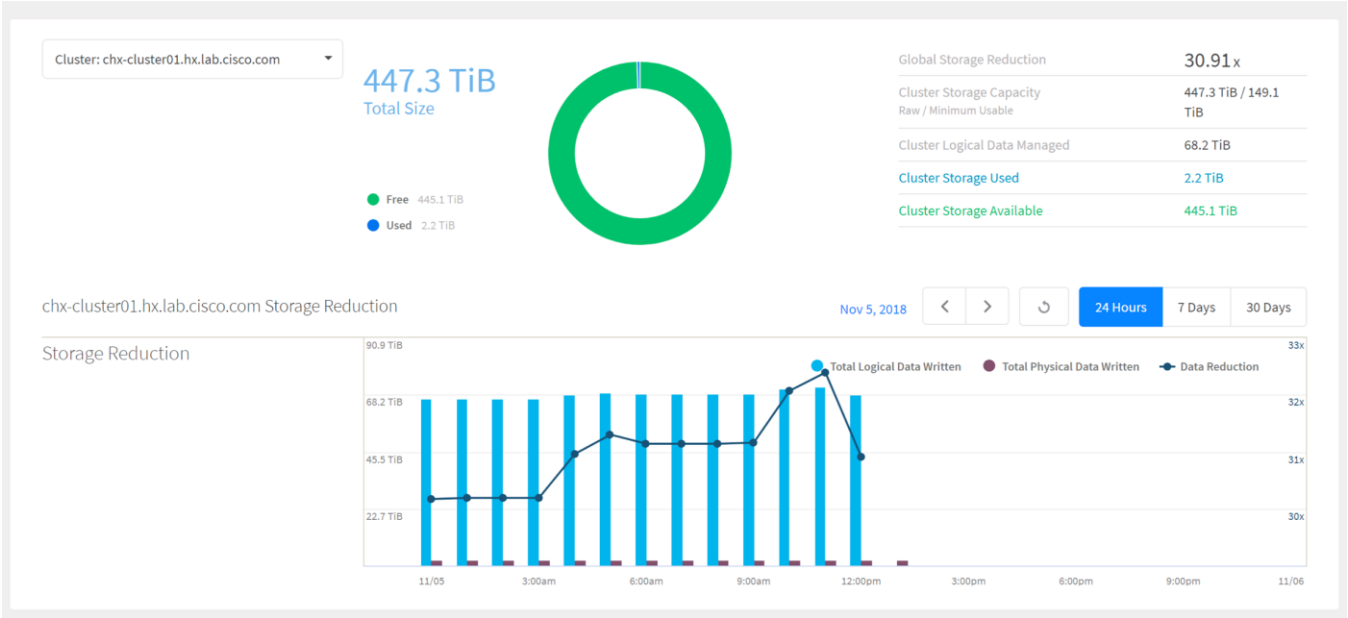 Cluster: chx-cluster01.hx.lab.cisco.com
447.3 TiB
Total Size
Free 445.1 TiB
Used 2.2 TiB
Global Storage Reduction 30.91 x
Cluster Storage Capacity 447.3 TiB / 149.1
Raw / Minimum Usable TiB
Cluster Logical Data Managed 68.2 TiB
Cluster Storage Used 2.2 TiB
Cluster Storage Available 445.1 TiB
chx-cluster01.hx.lab.cisco.com Storage Reduction
Nov 5, 2018 24 Hours 7 Days 30 Days
Storage Reduction
90.9 TiB 33x
Total Logical Data Written Total Physical Data Written Data Reduction
68.2 TiB 32x
45.5 TiB 31x
22.7 TiB 30x
11/05 3:00am 6:00am 9:00am 12:00pm 3:00pm 6:00pm 9:00pm 11/06